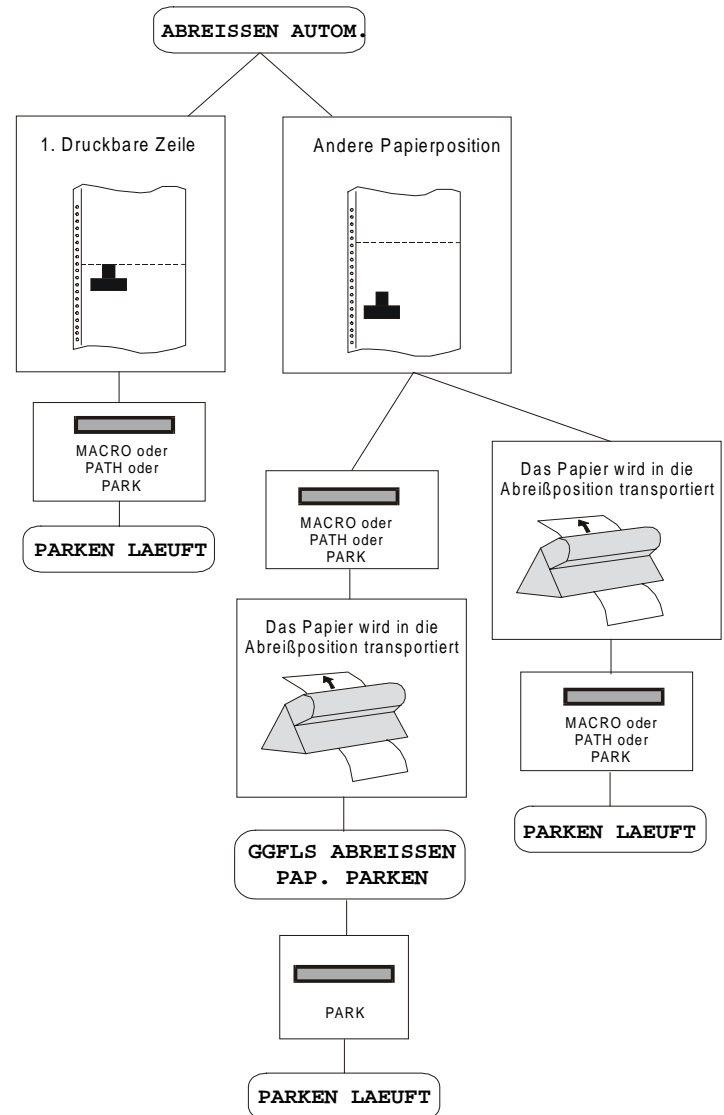 ABREISSEN AUTOM.
1. Druckbare Zeile
Andere Papierposition
MACRO oder
PATH oder
PARK
PARKEN LAEUFT
MACRO oder
PATH oder
PARK
Das Papier wird in die
Abreißposition transportiert
GGFLS ABREISSEN
PAP. PARKEN
PARK
PARKEN LAEUFT
Das Papier wird in die
Abreißposition transportiert
MACRO oder
PATH oder
PARK
PARKEN LAEUFT